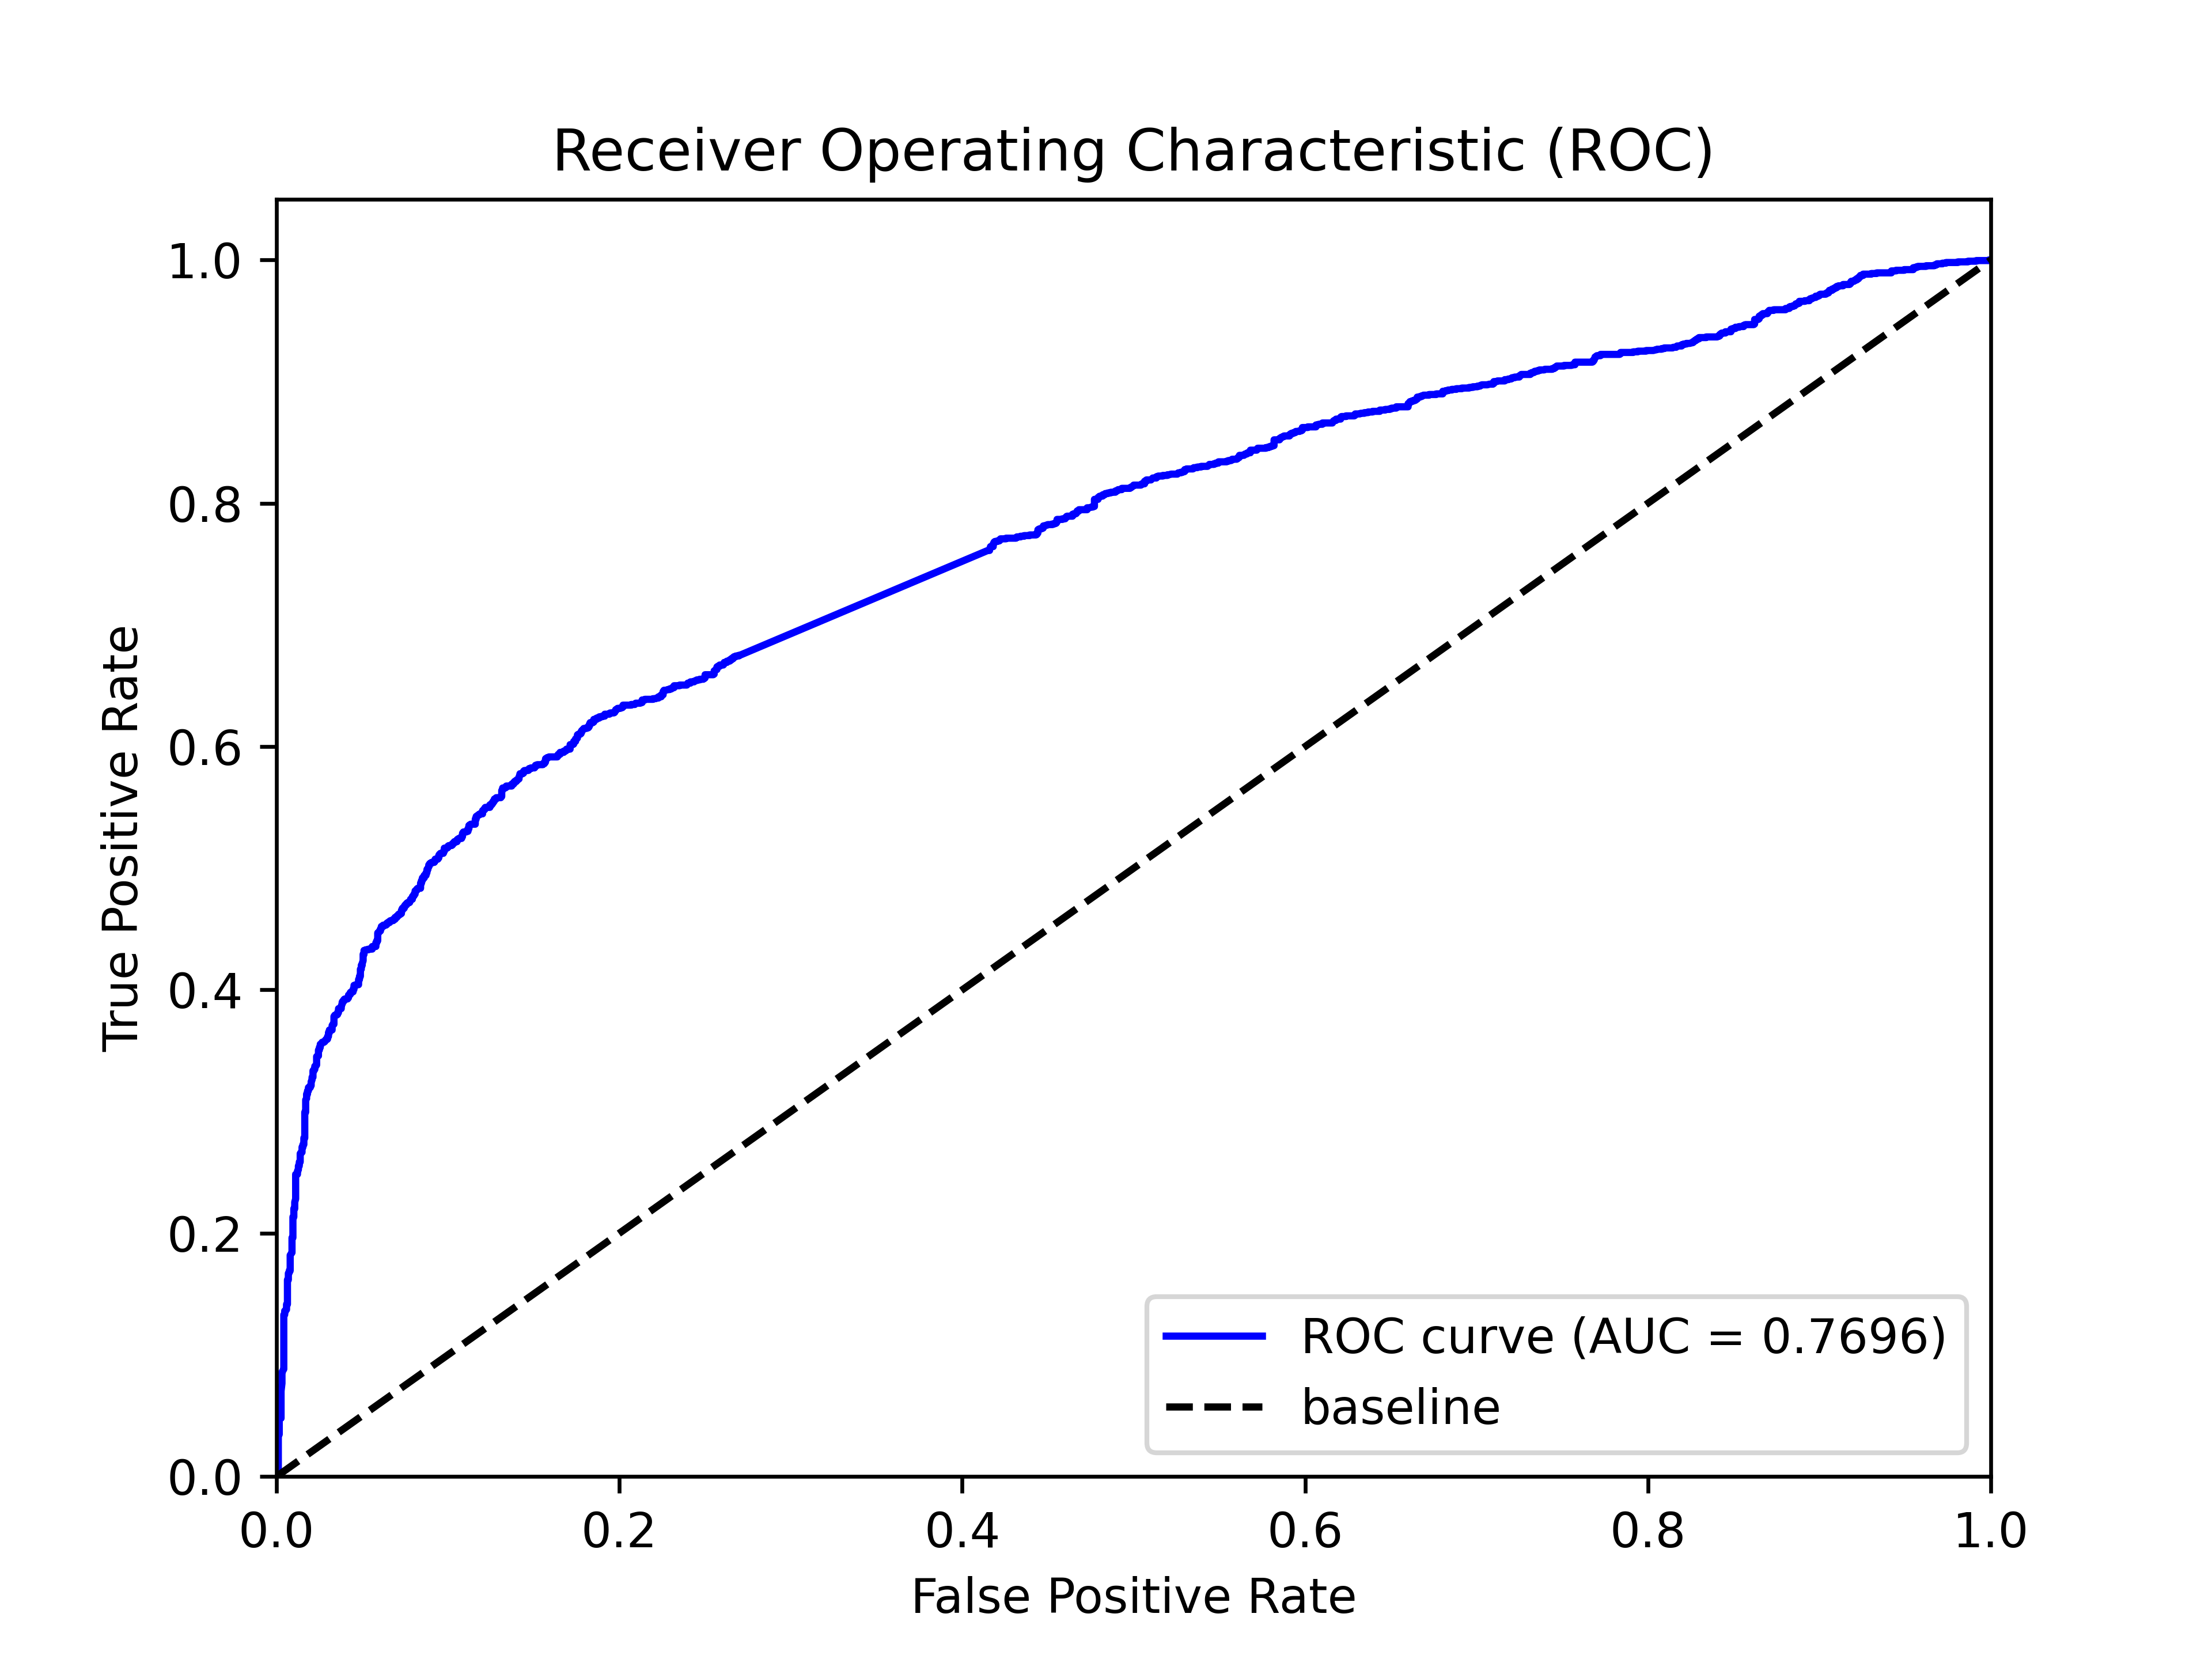 Receiver Operating Characteristic (ROC)
1.0
0.8
0.6
0.4
0.2
0.0
True Positive Rate
ROC curve (AUC = 0.7696)
baseline
0.0 0.2 0.4 0.6 0.8 1.0
False Positive Rate